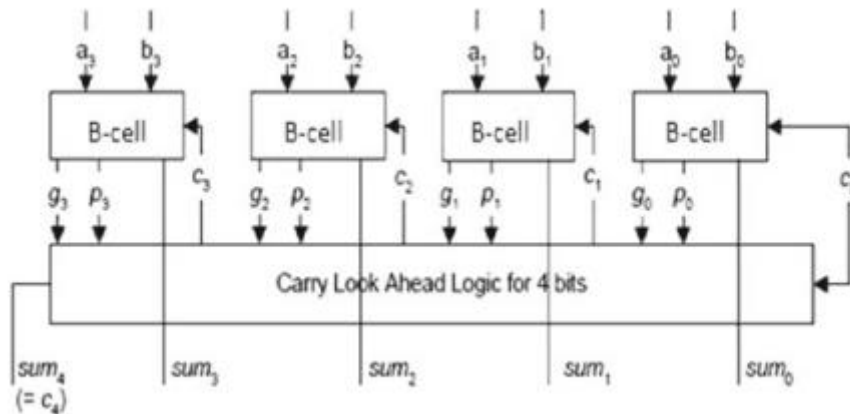 a₃ b₃ a₂ b₂ a₁ b₁ a₀ b₀
B-cell B-cell B-cell B-cell
c₃ c₂ c₁ c
g₃ p₃ g₂ p₂ g₁ p₁ g₀ p₀
Carry Look Ahead Logic for 4 bits
sum₄ sum₃ sum₂ sum₁ sum₀
(= c₄)